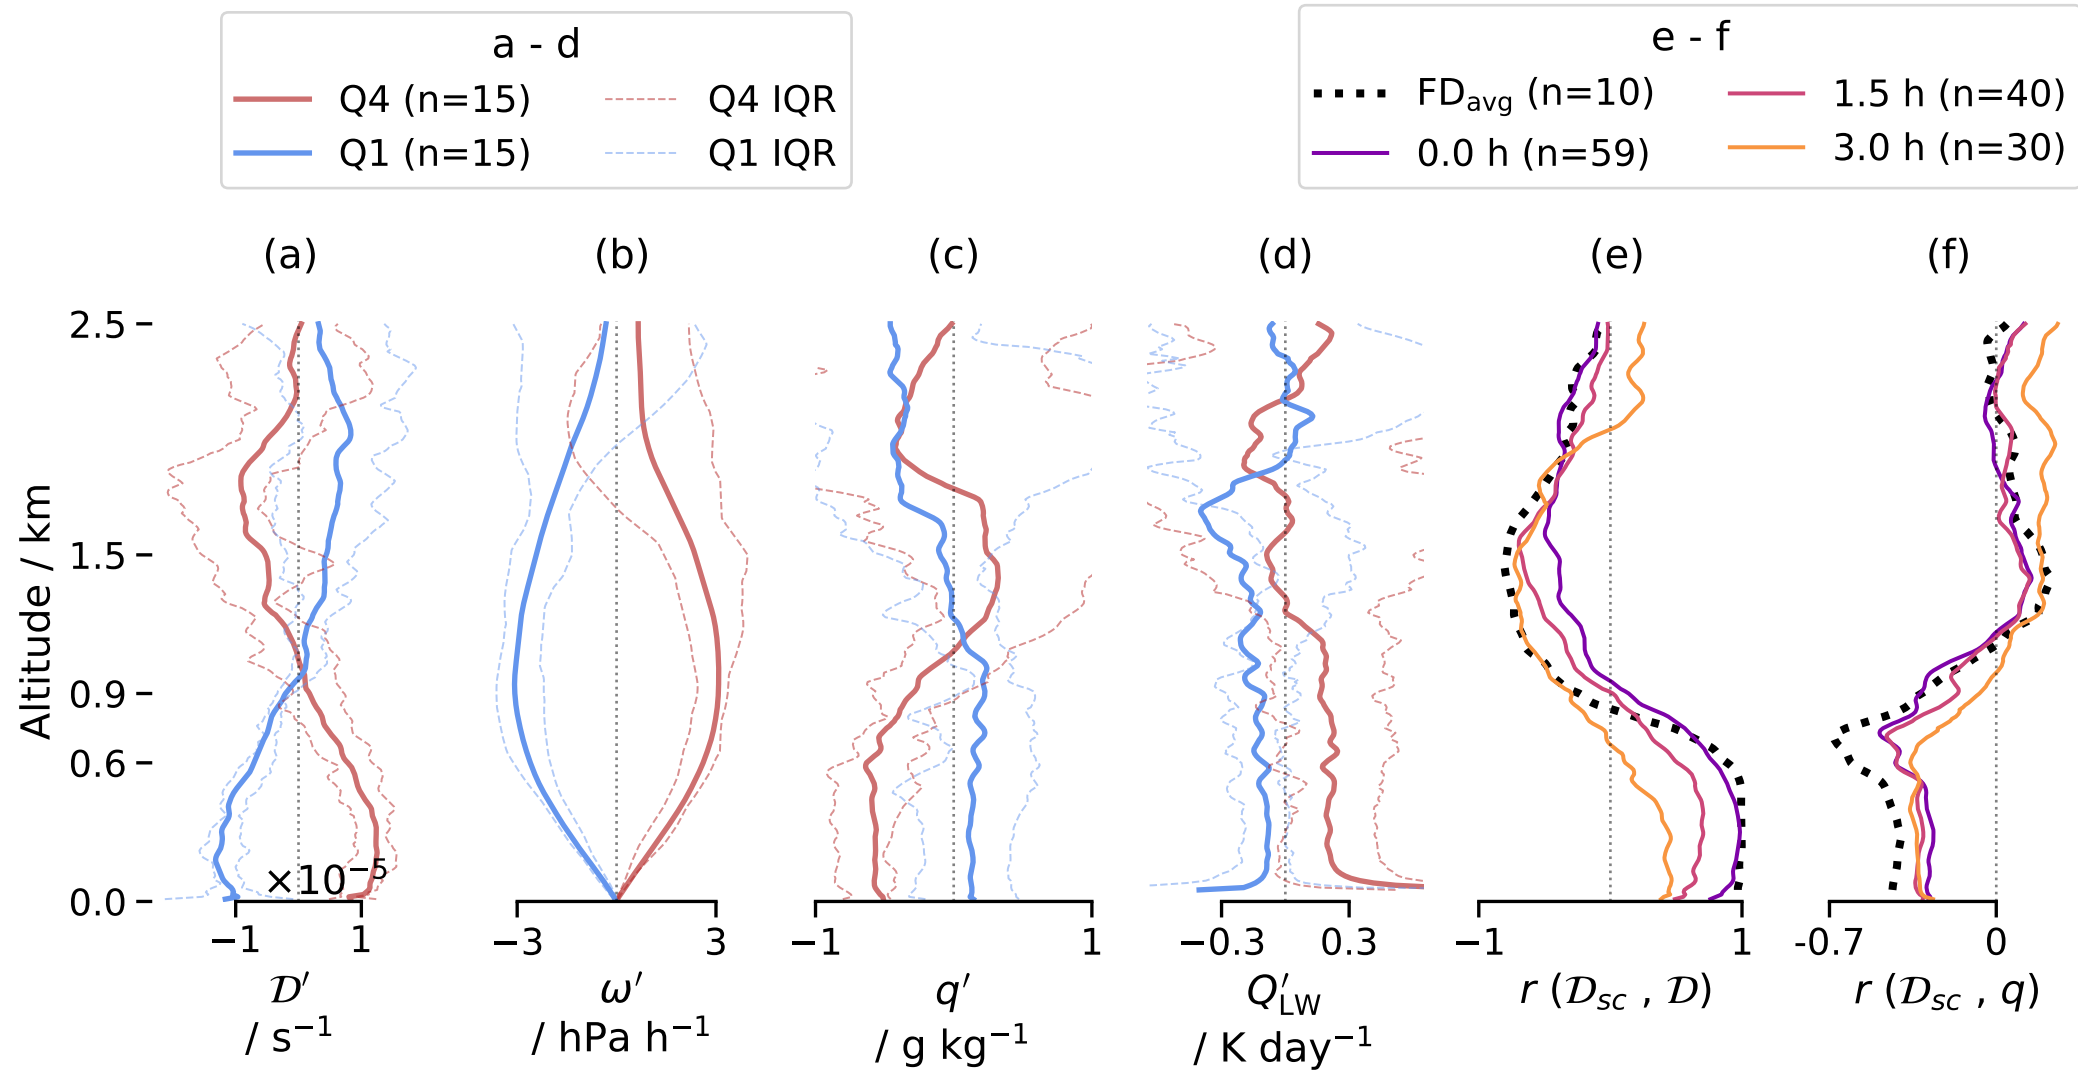 a - d
Q4 (n=15) Q4 IQR
Q1 (n=15) Q1 IQR
e - f
FDavg (n=10) 1.5 h (n=40)
0.0 h (n=59) 3.0 h (n=30)
(a) (b) (c) (d) (e) (f)
Altitude / km
2.5
1.5
0.9
0.6
0.0
×10⁻⁵
−1 1
𝒟′
/ s⁻¹
−3 3
ω′
/ hPa h⁻¹
−1 1
q′
/ g kg⁻¹
−0.3 0.3
Q′LW
/ K day⁻¹
−1 1
r (𝒟sc , 𝒟)
-0.7 0
r (𝒟sc , q)